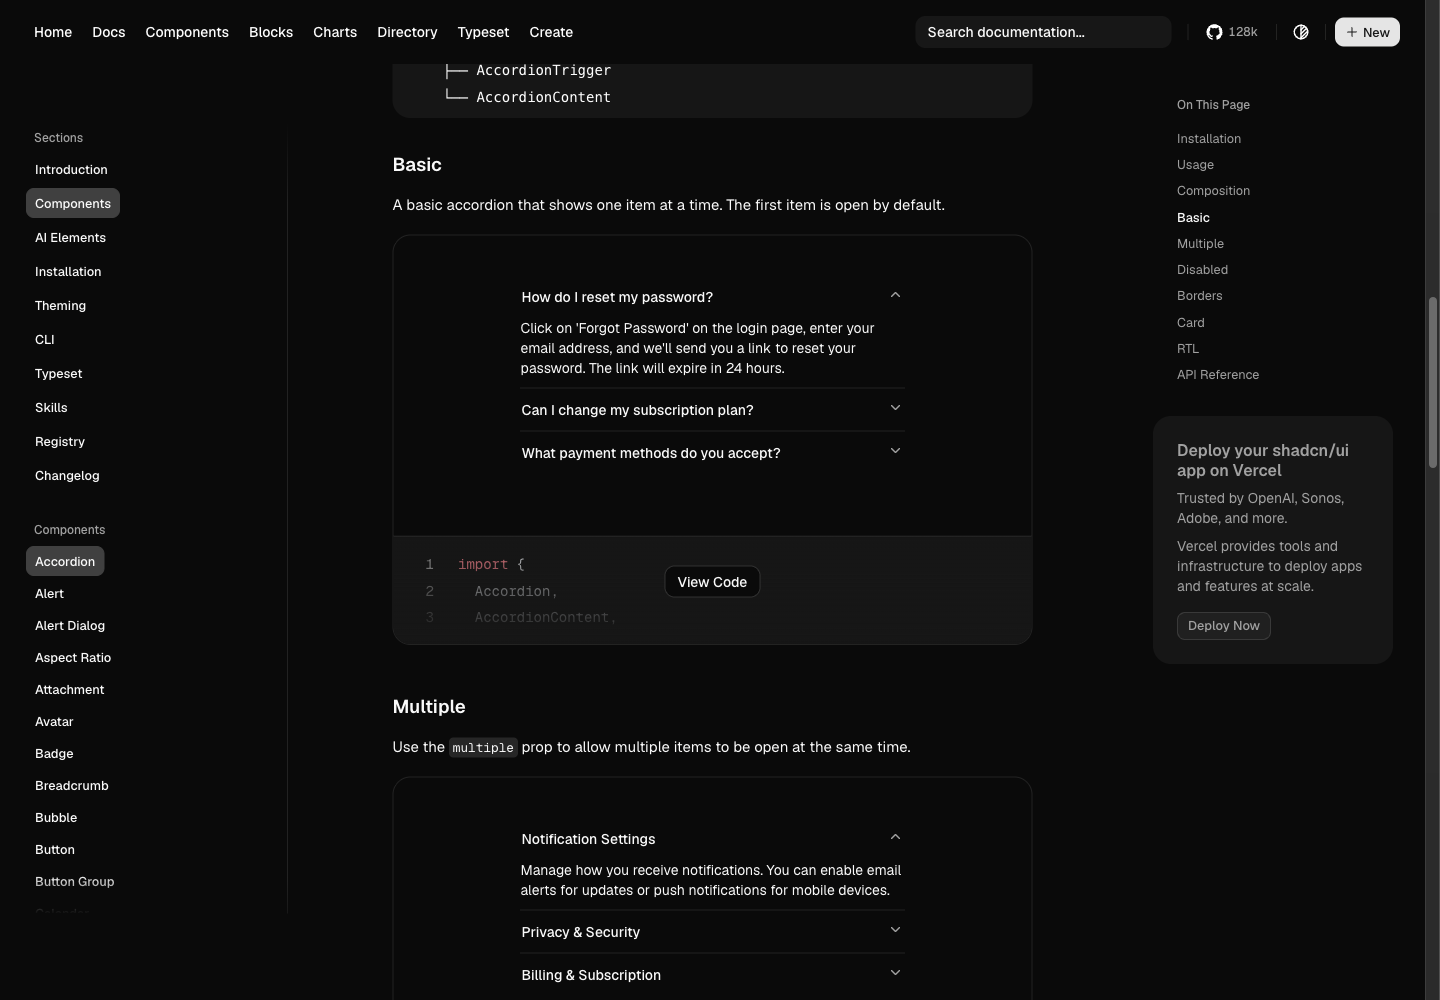 Home Docs Components Blocks Charts Directory Typeset Create
Search documentation...
128k
New
Sections
Introduction
Components
AI Elements
Installation
Theming
CLI
Typeset
Skills
Registry
Changelog
Components
Accordion
Alert
Alert Dialog
Aspect Ratio
Attachment
Avatar
Badge
Breadcrumb
Bubble
Button
Button Group
Calendar
├── AccordionTrigger
└── AccordionContent
Basic
A basic accordion that shows one item at a time. The first item is open by default.
How do I reset my password?
Click on 'Forgot Password' on the login page, enter your
email address, and we'll send you a link to reset your
password. The link will expire in 24 hours.
Can I change my subscription plan?
What payment methods do you accept?
1 import {
2 Accordion,
3 AccordionContent,
View Code
Multiple
Use the multiple prop to allow multiple items to be open at the same time.
Notification Settings
Manage how you receive notifications. You can enable email
alerts for updates or push notifications for mobile devices.
Privacy & Security
Billing & Subscription
On This Page
Installation
Usage
Composition
Basic
Multiple
Disabled
Borders
Card
RTL
API Reference
Deploy your shadcn/ui
app on Vercel
Trusted by OpenAI, Sonos,
Adobe, and more.
Vercel provides tools and
infrastructure to deploy apps
and features at scale.
Deploy Now